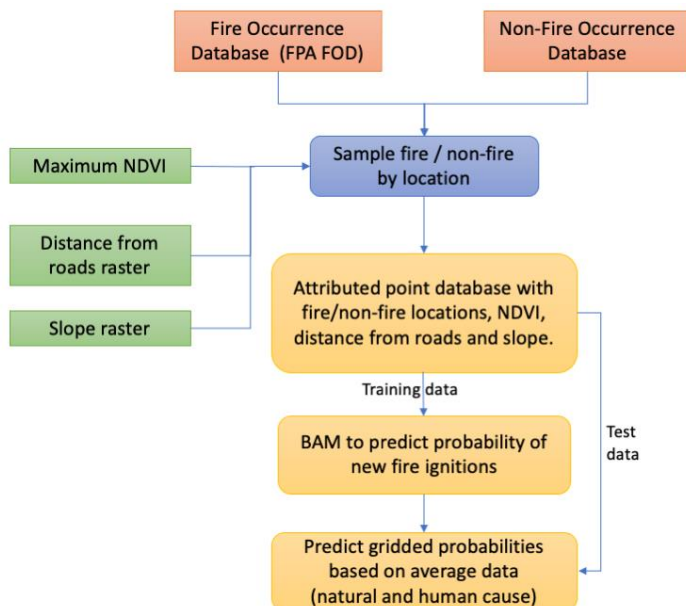 Fire Occurrence
Database (FPA FOD)
Non-Fire Occurrence
Database
Maximum NDVI
Sample fire / non-fire
by location
Distance from
roads raster
Slope raster
Attributed point database with
fire/non-fire locations, NDVI,
distance from roads and slope.
Training data
Test
data
BAM to predict probability of
new fire ignitions
Predict gridded probabilities
based on average data
(natural and human cause)